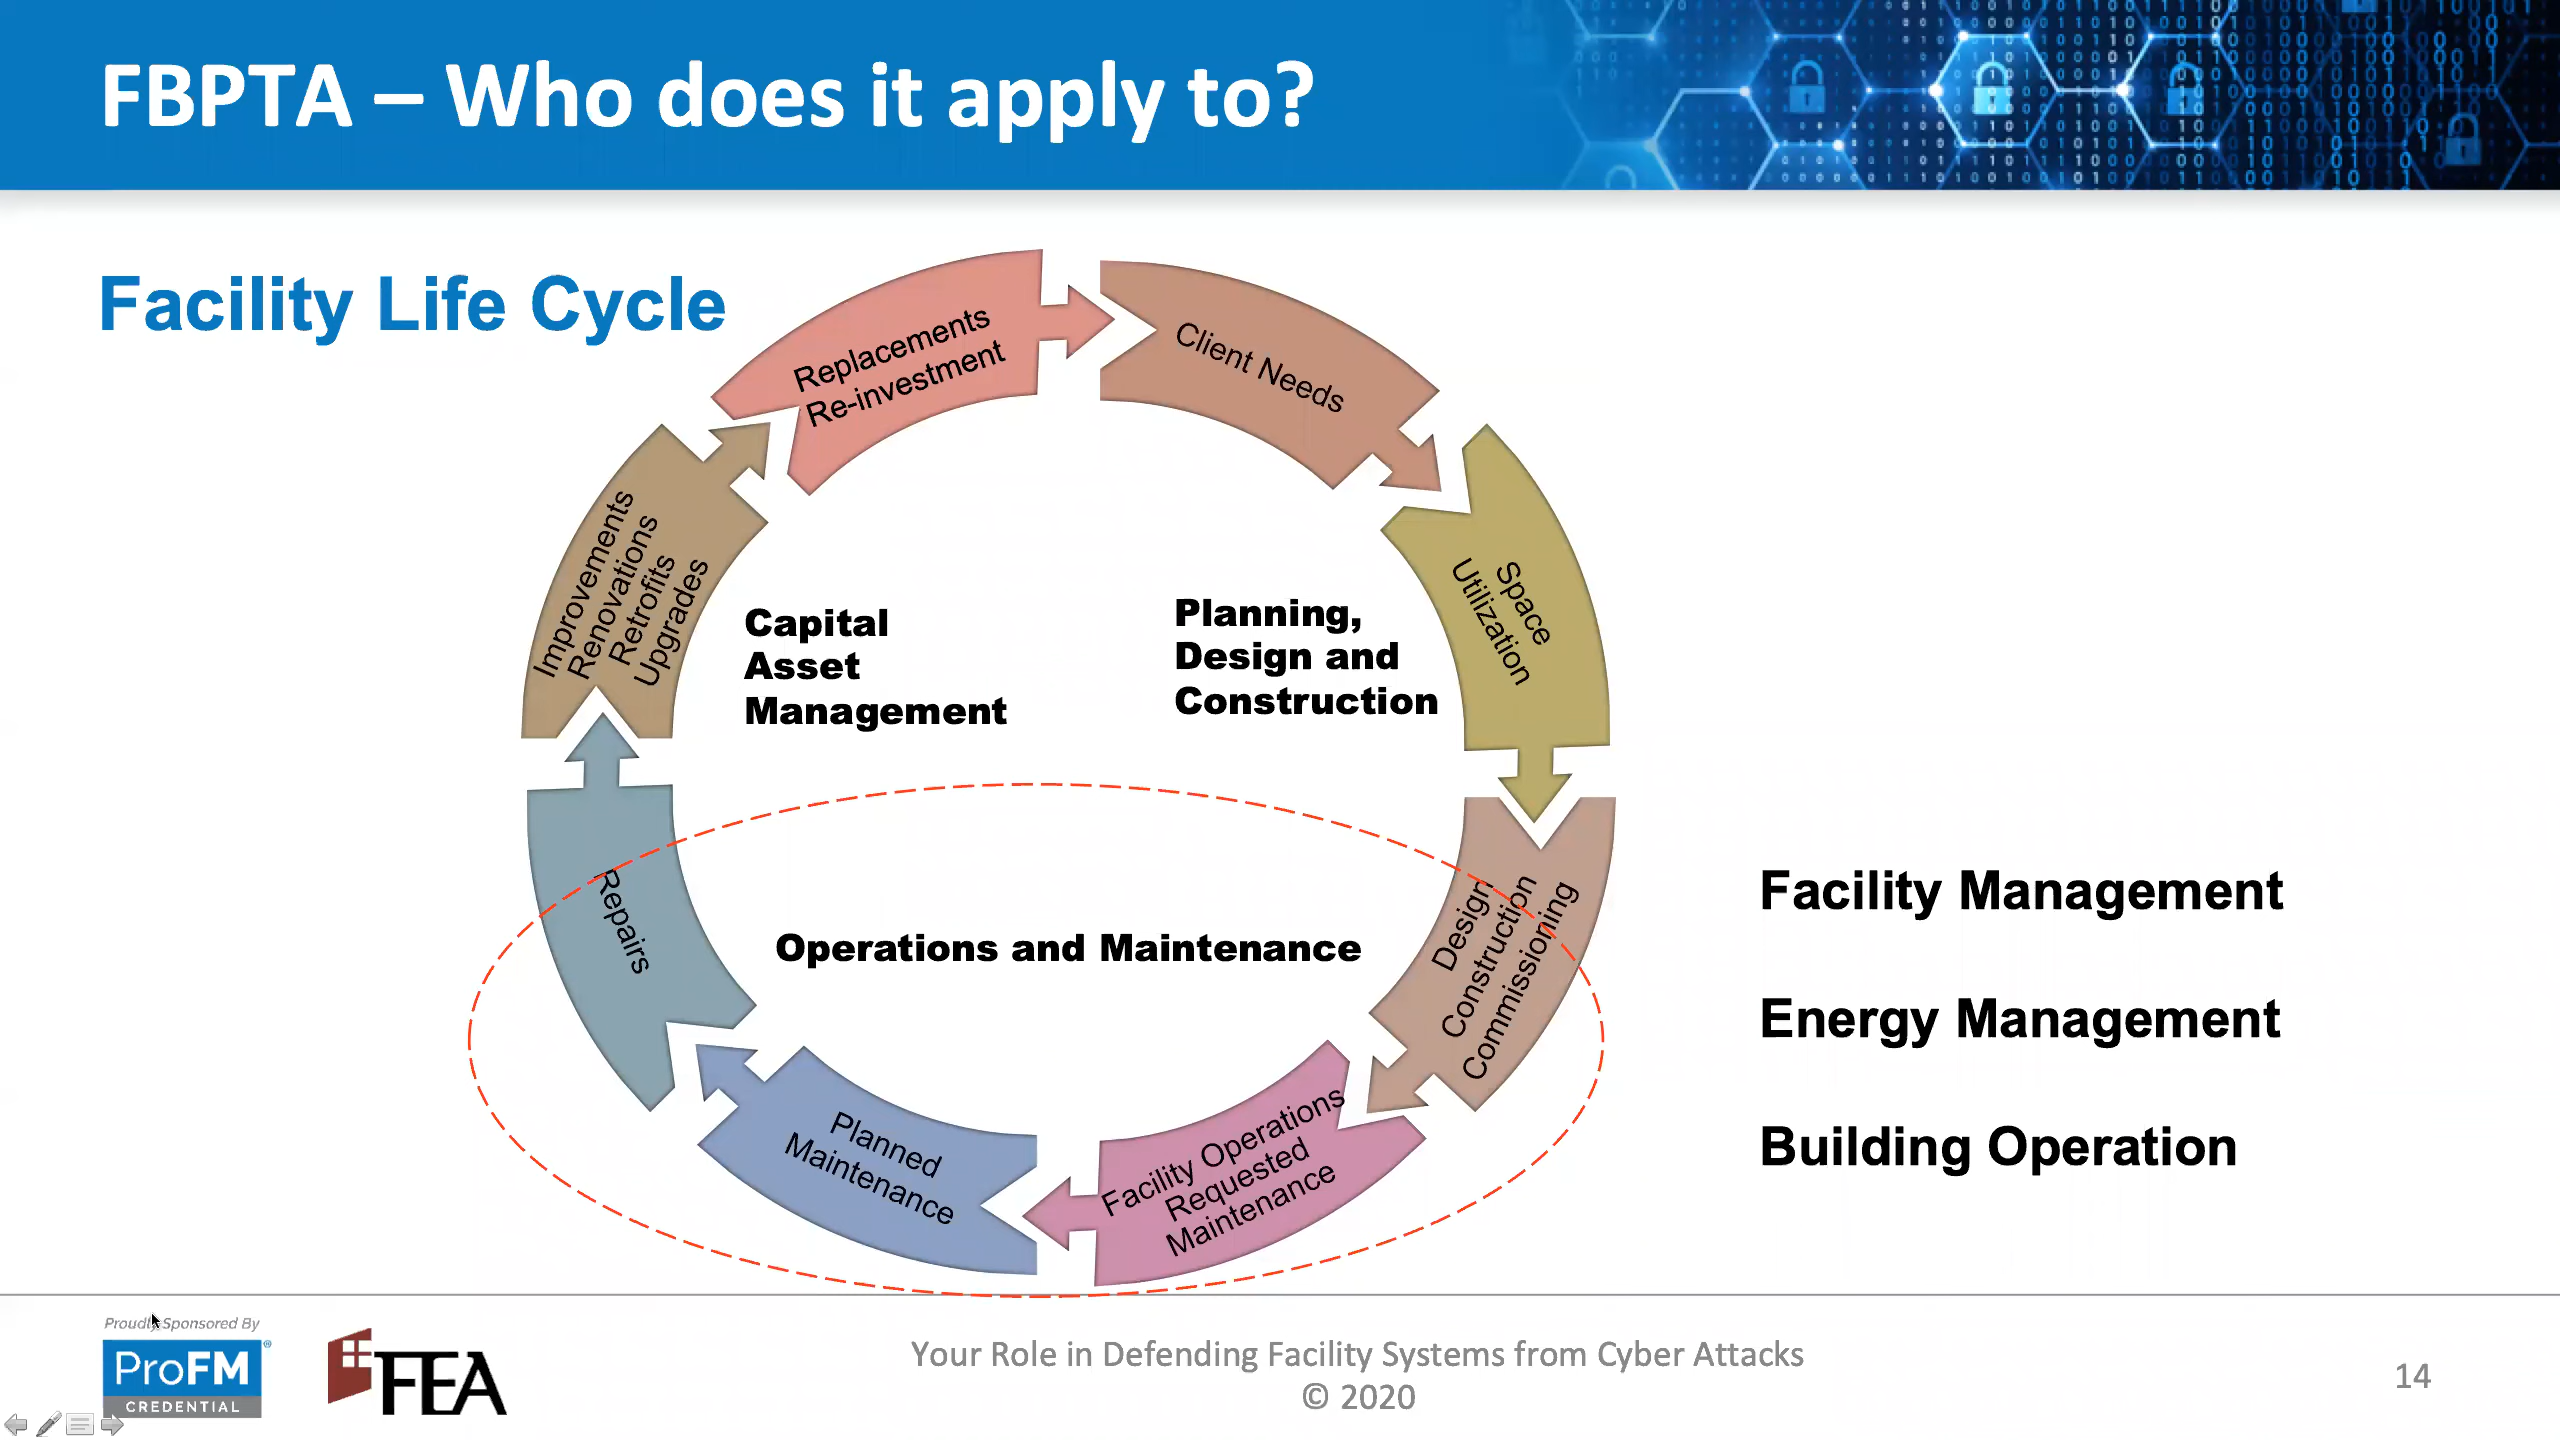 FBPTA – Who does it apply to?
Facility Life Cycle
Replacements
Re-investment
Client Needs
Space
Utilization
Design
Construction
Commissioning
Facility Operations
Requested
Maintenance
Planned
Maintenance
Repairs
Improvements
Renovations
Retrofits
Upgrades
Capital
Asset
Management
Planning,
Design and
Construction
Operations and Maintenance
Facility Management
Energy Management
Building Operation
Proudly Sponsored By
ProFM®
CREDENTIAL
FEA
Your Role in Defending Facility Systems from Cyber Attacks
© 2020
14